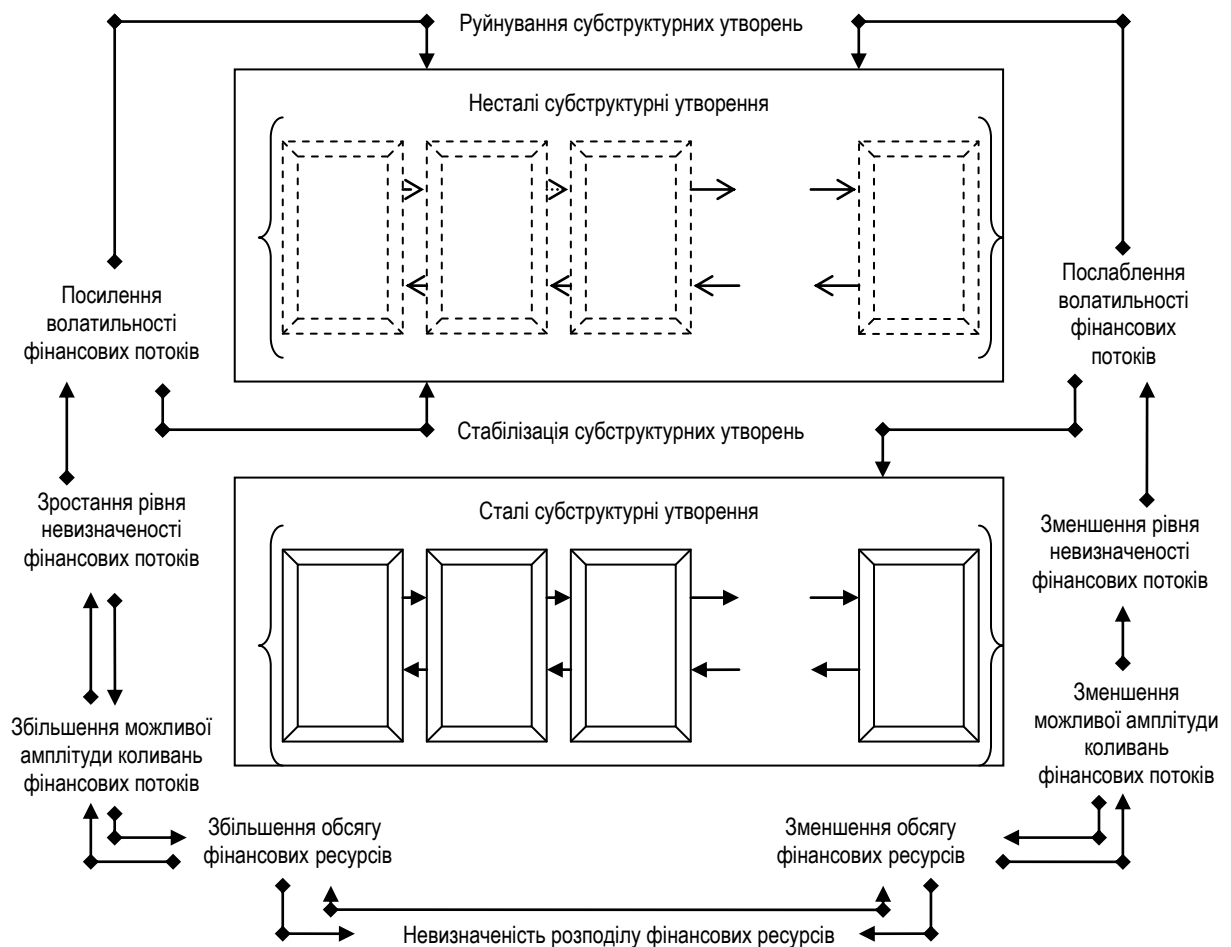 Руйнування субструктурних утворень
Несталі субструктурні утворення
Посилення
волатильності
фінансових потоків
Послаблення
волатильності
фінансових
потоків
Стабілізація субструктурних утворень
Зростання рівня
невизначеності
фінансових потоків
Сталі субструктурні утворення
Зменшення рівня
невизначеності
фінансових потоків
Збільшення можливої
амплітуди коливань
фінансових потоків
Зменшення
можливої амплітуди
коливань
фінансових потоків
Збільшення обсягу
фінансових ресурсів
Зменшення обсягу
фінансових ресурсів
Невизначеність розподілу фінансових ресурсів